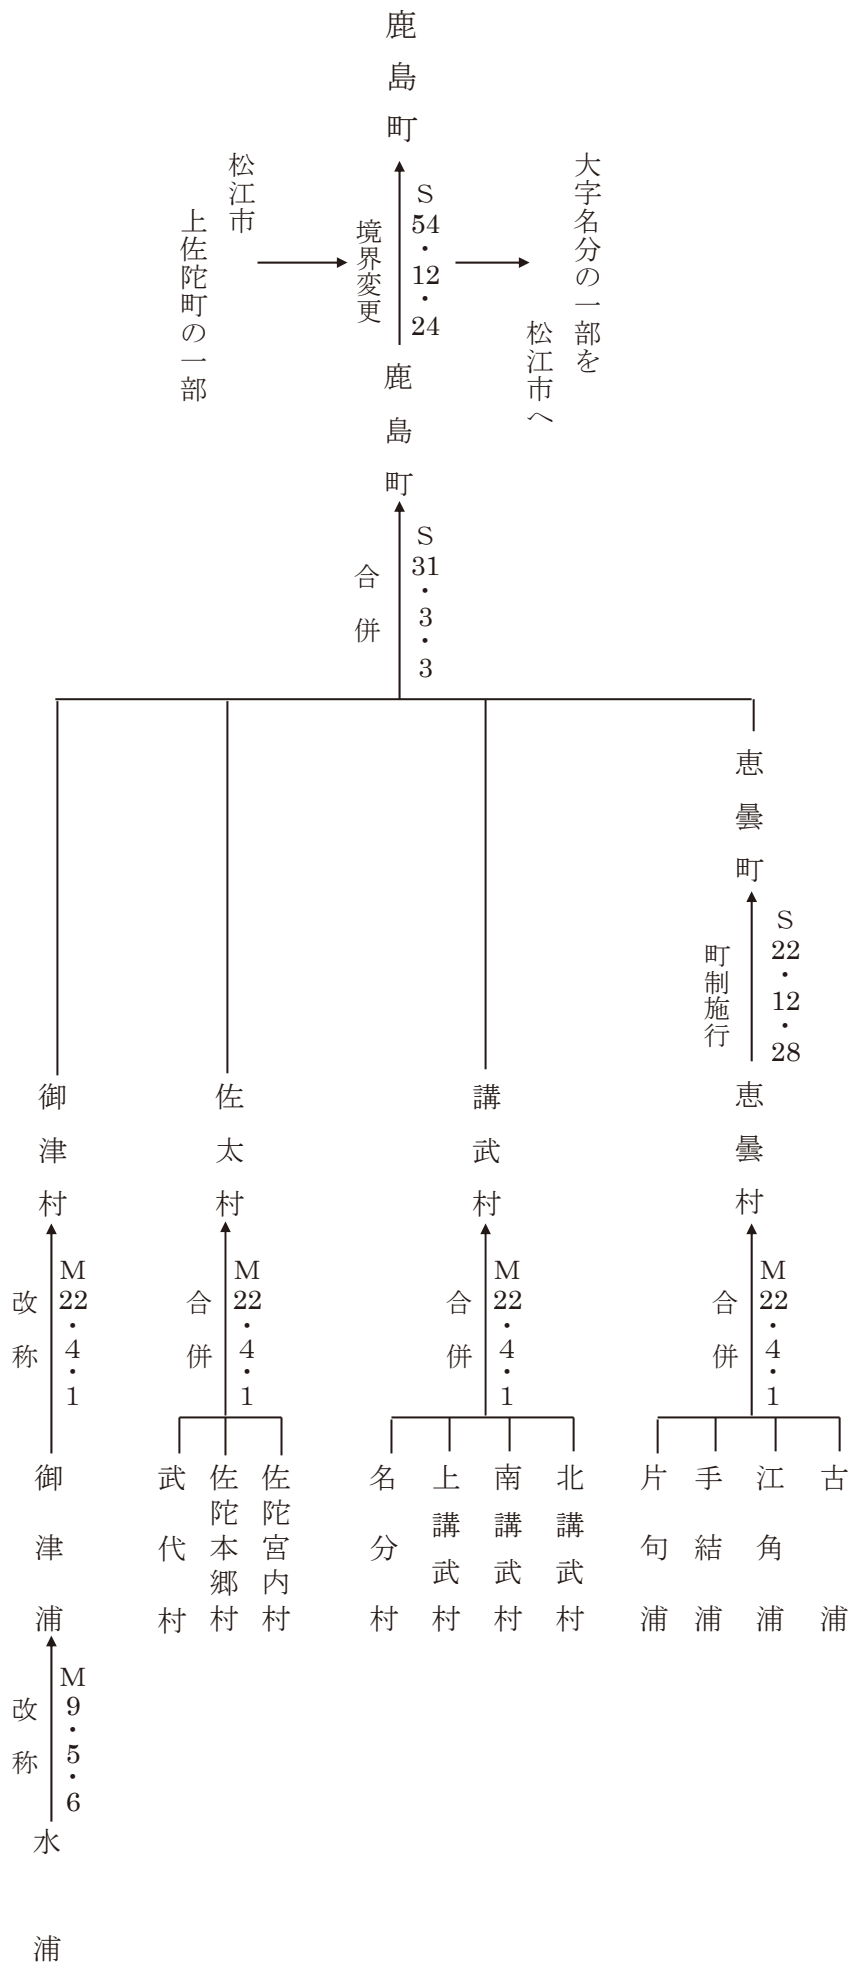 鹿島町
S54・12・24
境界変更
大字名分の一部を
松江市へ
松江市
上佐陀町の一部
鹿島町
S31・3・3
合併
恵曇町
S22・12・28
町制施行
恵曇村
講武村
佐太村
御津村
M22・4・1
合併
M22・4・1
合併
M22・4・1
合併
M22・4・1
改称
古浦
江角浦
手結浦
片句浦
北講武村
南講武村
上講武村
名分村
佐陀宮内村
佐陀本郷村
武代村
御津浦
M9・5・6
改称
水浦